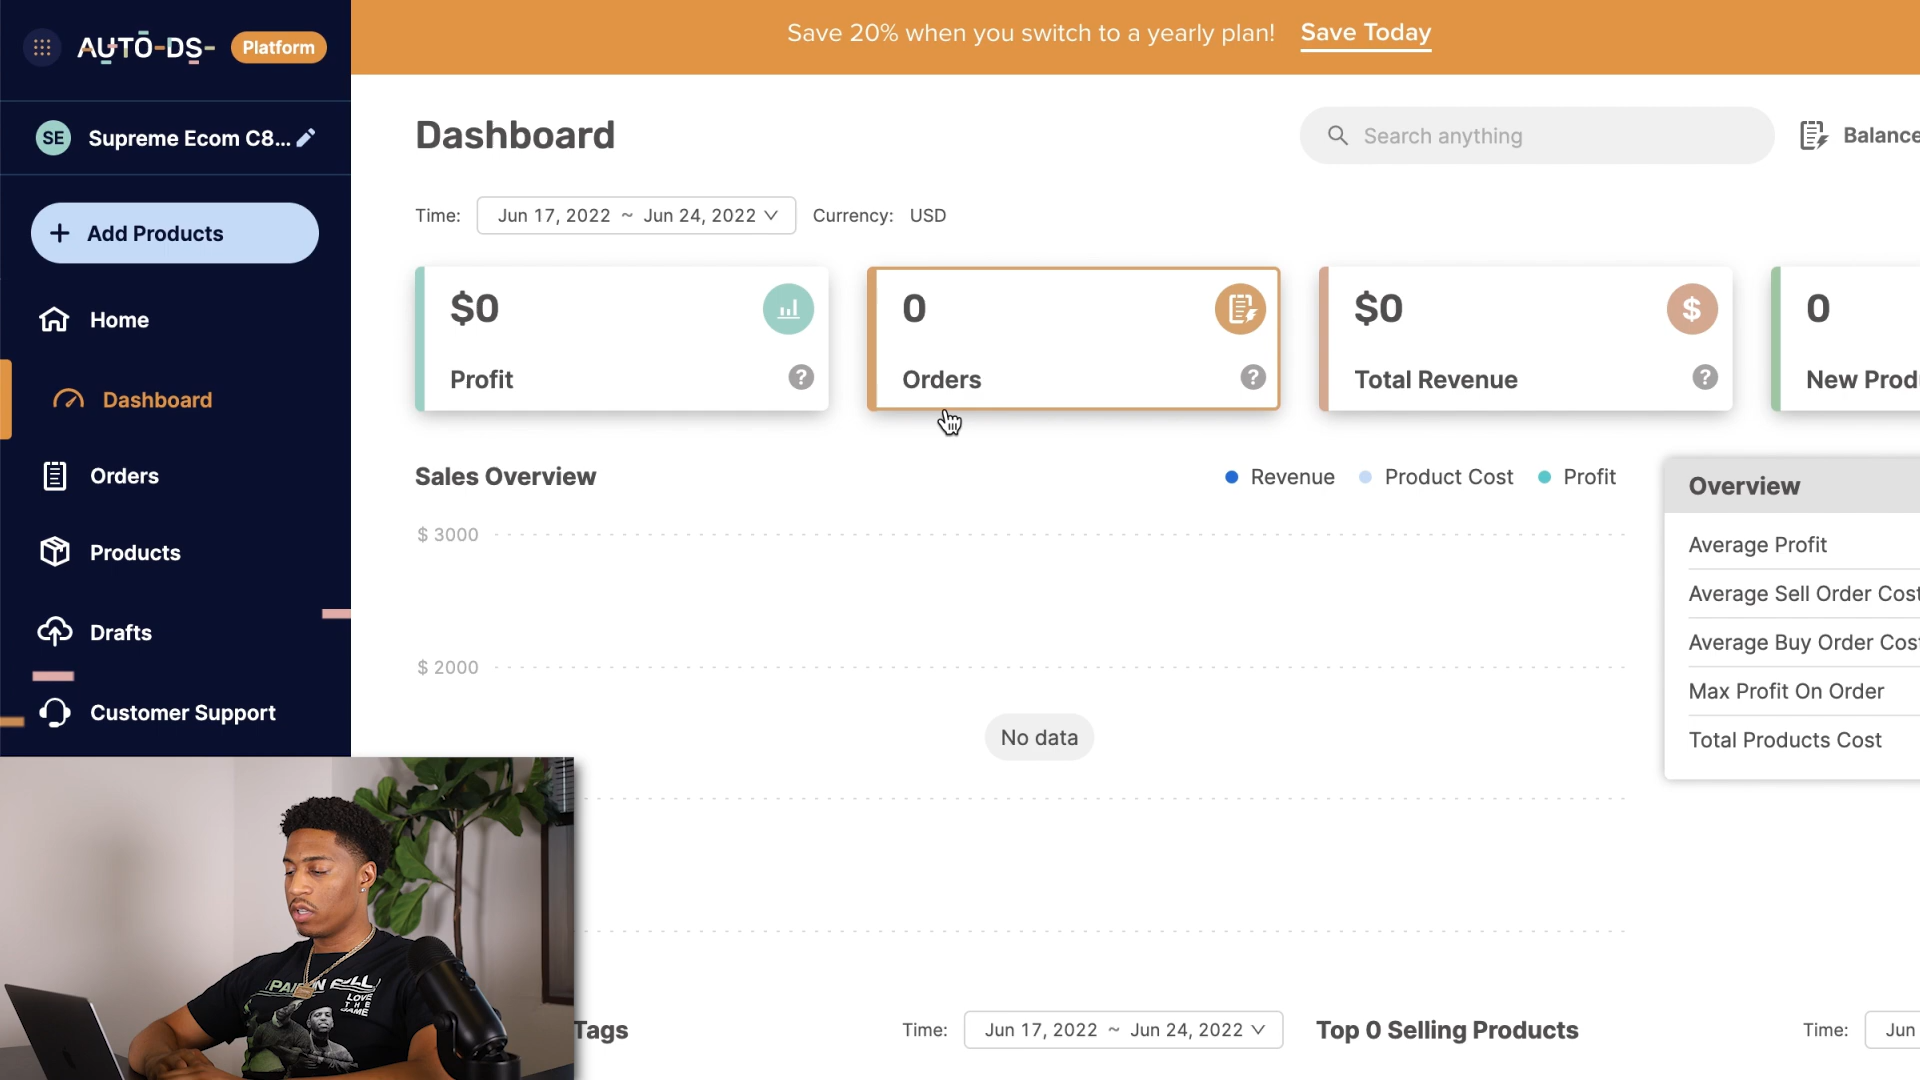 Save 20% when you switch to a yearly plan! Save Today
AUTO-DS- Platform
SE Supreme Ecom C8...
+ Add Products
Home
Dashboard
Orders
Products
Drafts
Customer Support
Dashboard
Search anything
Balance
Time: Jun 17, 2022 ~ Jun 24, 2022 Currency: USD
$0
Profit
?
0
Orders
?
$0
$
Total Revenue
?
0
New Prod
Sales Overview
Revenue Product Cost Profit
$ 3000
$ 2000
No data
Overview
Average Profit
Average Sell Order Cost
Average Buy Order Cost
Max Profit On Order
Total Products Cost
Tags
Time: Jun 17, 2022 ~ Jun 24, 2022
Top 0 Selling Products
Time: Jun
LOVE
THE
GAME